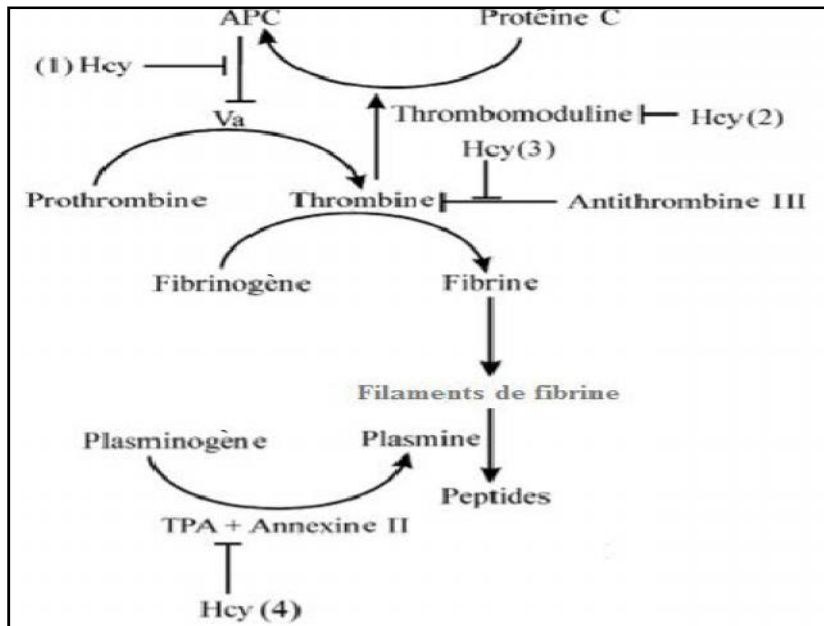 APC Protéine C
(1) Hcy
Va Thrombomoduline Hcy (2)
Hcy (3)
Prothrombine Thrombine Antithrombine III
Fibrinogène Fibrine
Filaments de fibrine
Plasminogène Plasmine
Peptides
TPA + Annexine II
Hcy (4)